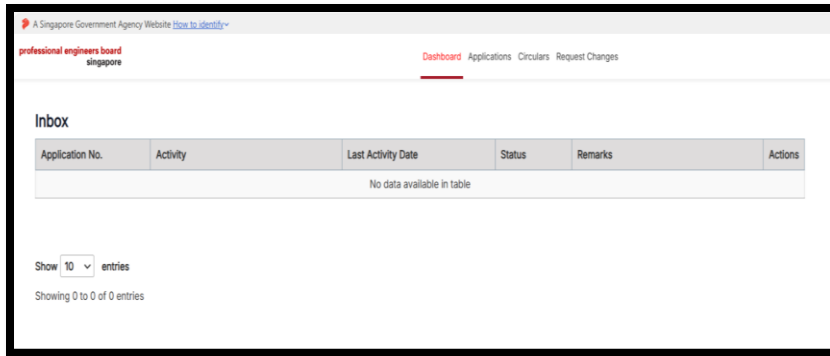 A Singapore Government Agency Website How to identify
professional engineers board
singapore
Dashboard Applications Circulars Request Changes
Inbox
Application No. Activity Last Activity Date Status Remarks Actions
No data available in table
Show 10 entries
Showing 0 to 0 of 0 entries